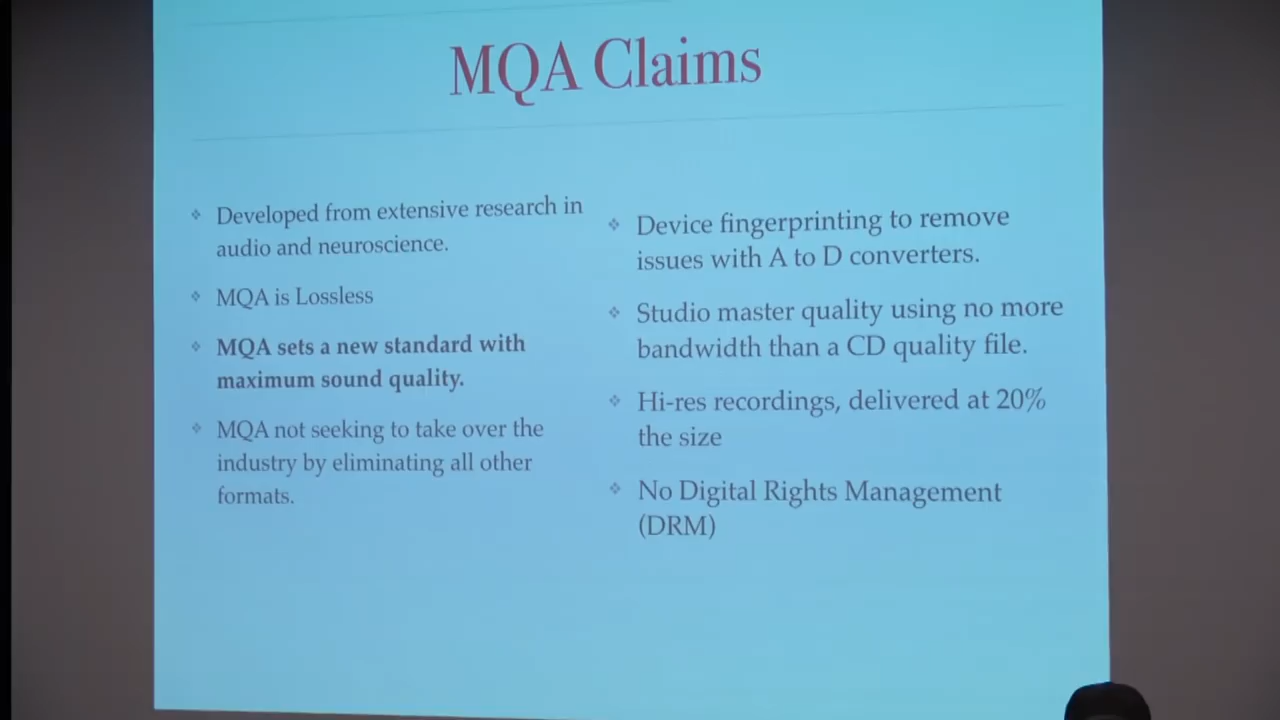 MQA Claims
Developed from extensive research in
audio and neuroscience.
MQA is Lossless
MQA sets a new standard with
maximum sound quality.
MQA not seeking to take over the
industry by eliminating all other
formats.
Device fingerprinting to remove
issues with A to D converters.
Studio master quality using no more
bandwidth than a CD quality file.
Hi-res recordings, delivered at 20%
the size
No Digital Rights Management
(DRM)